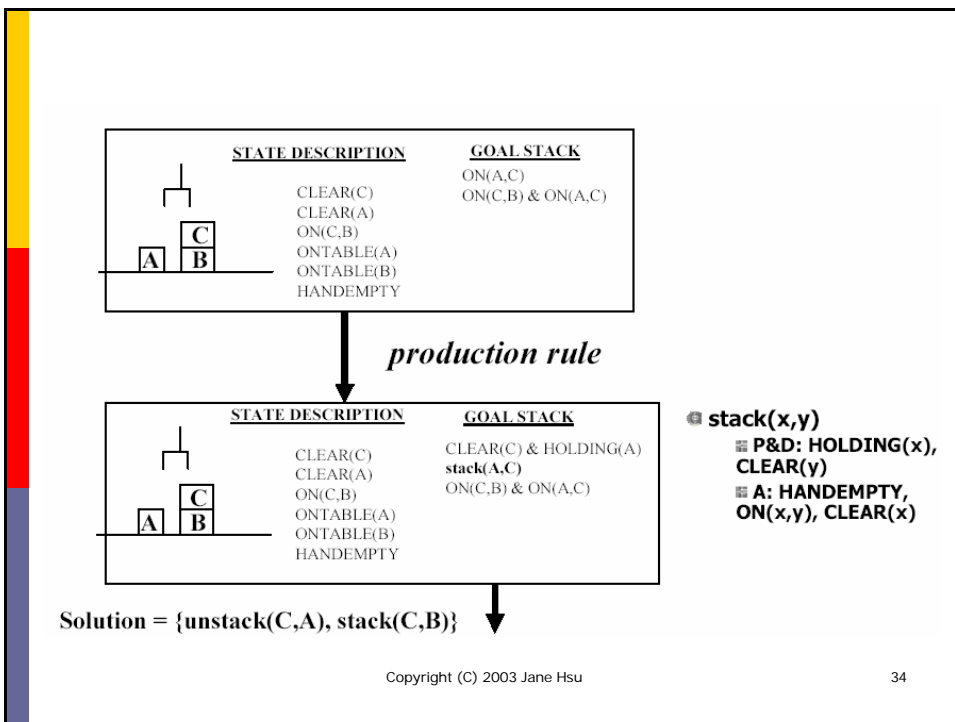 STATE DESCRIPTION
GOAL STACK
CLEAR(C)
CLEAR(A)
ON(C,B)
ONTABLE(A)
ONTABLE(B)
HANDEMPTY
ON(A,C)
ON(C,B) & ON(A,C)
C
A B
production rule
STATE DESCRIPTION
GOAL STACK
CLEAR(C)
CLEAR(A)
ON(C,B)
ONTABLE(A)
ONTABLE(B)
HANDEMPTY
CLEAR(C) & HOLDING(A)
stack(A,C)
ON(C,B) & ON(A,C)
C
A B
stack(x,y)
P&D: HOLDING(x),
CLEAR(y)
A: HANDEMPTY,
ON(x,y), CLEAR(x)
Solution = {unstack(C,A), stack(C,B)}
Copyright (C) 2003 Jane Hsu
34